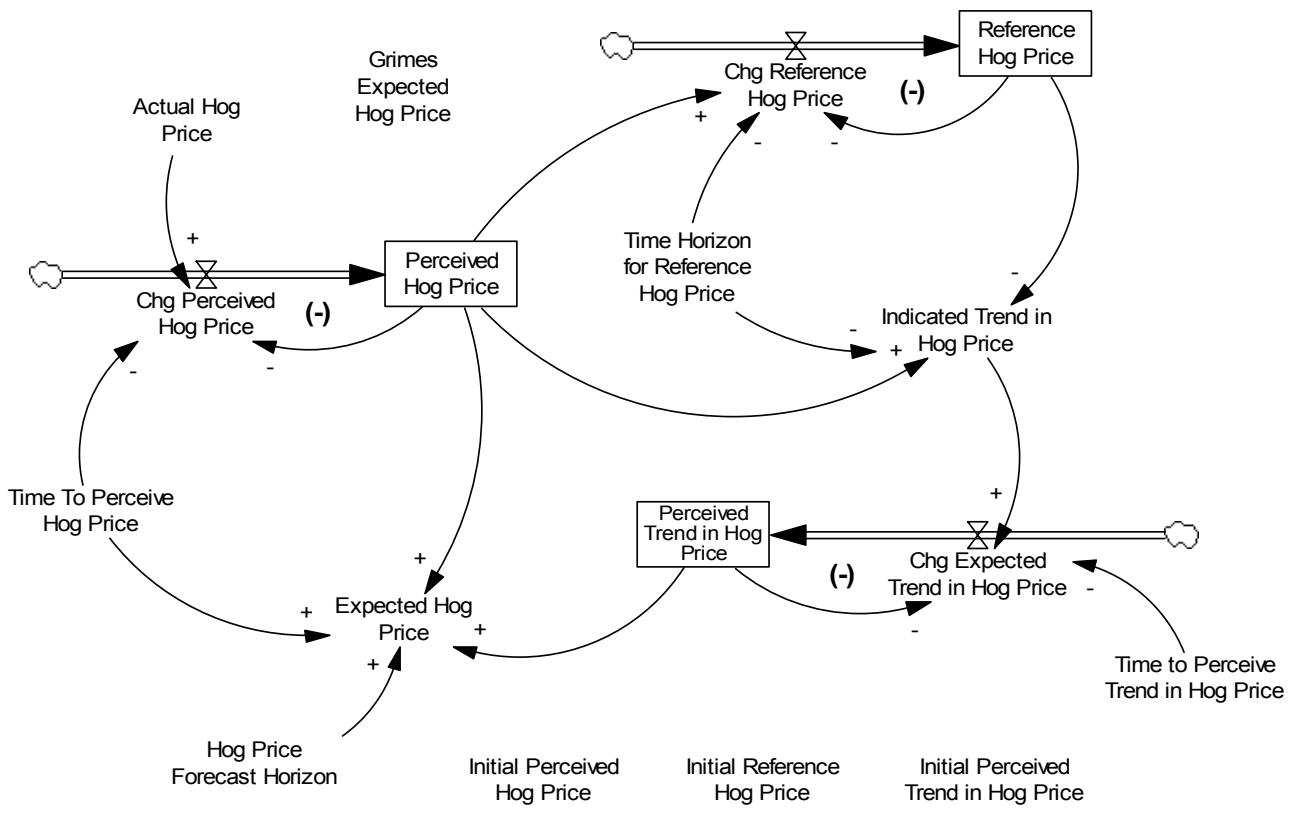 Reference
Hog Price
Grimes
Expected
Hog Price
Chg Reference
Hog Price
(-)
Actual Hog
Price
+
-
-
+
Time Horizon
for Reference
Hog Price
-
Perceived
Hog Price
Chg Perceived
Hog Price
(-)
-
-
Indicated Trend in
Hog Price
-
+
+
Time To Perceive
Hog Price
Perceived
Trend in Hog
Price
Chg Expected
Trend in Hog Price
(-)
-
-
+
+
+
+
Expected Hog
Price
Time to Perceive
Trend in Hog Price
Hog Price
Forecast Horizon
Initial Perceived
Hog Price
Initial Reference
Hog Price
Initial Perceived
Trend in Hog Price